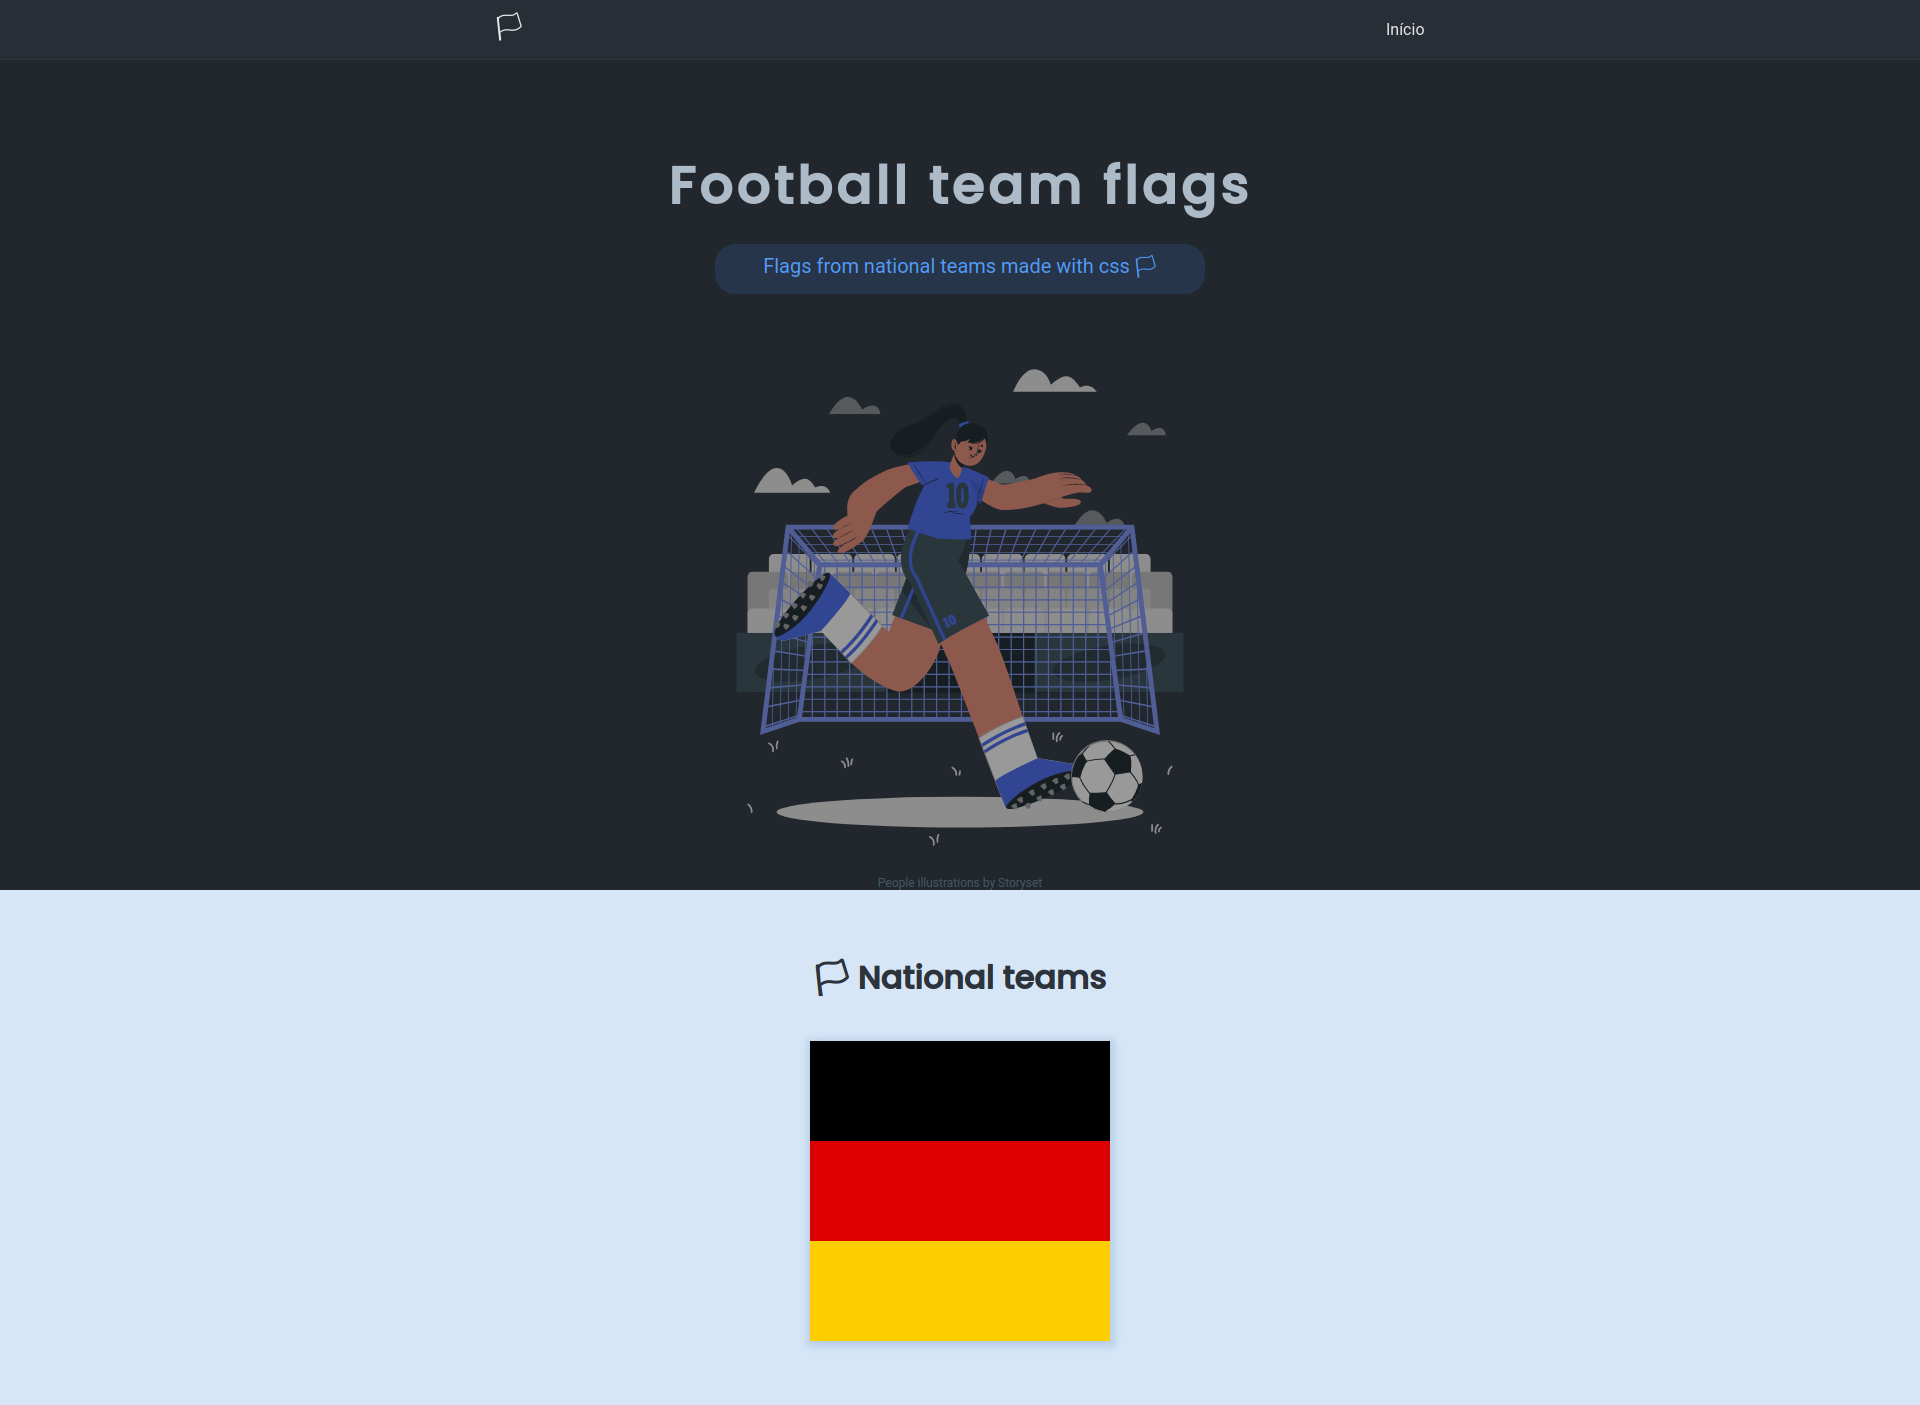 Início
Football team flags
Flags from national teams made with css
10
10
People illustrations by Storyset
National teams